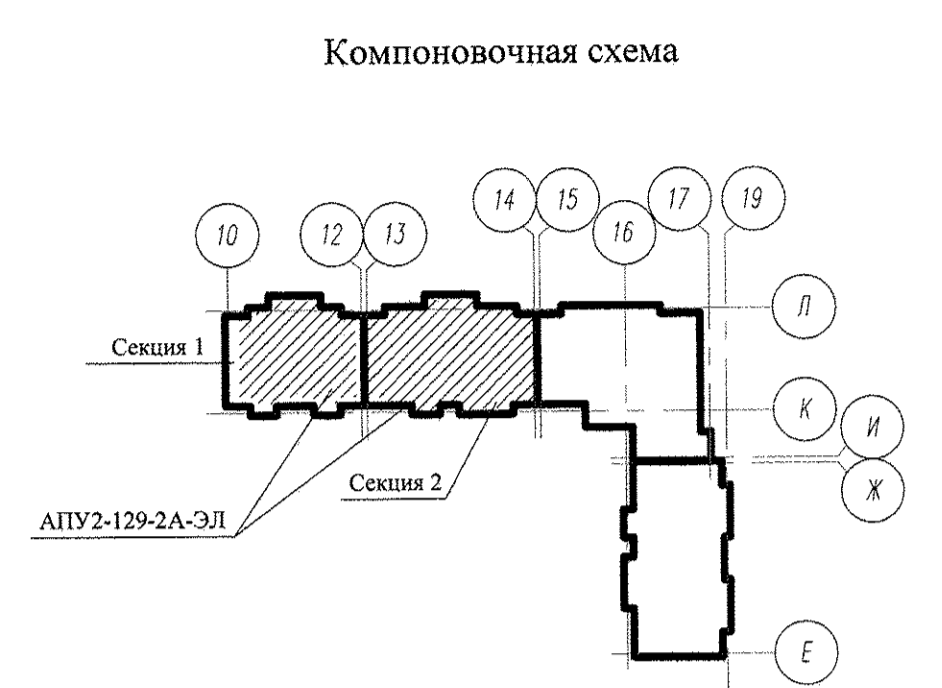 Компоновочная схема
14 15 17 19
10 12 13 16
Л
Секция 1
К
И
Секция 2
Ж
АПУ2-129-2А-ЭЛ
Е